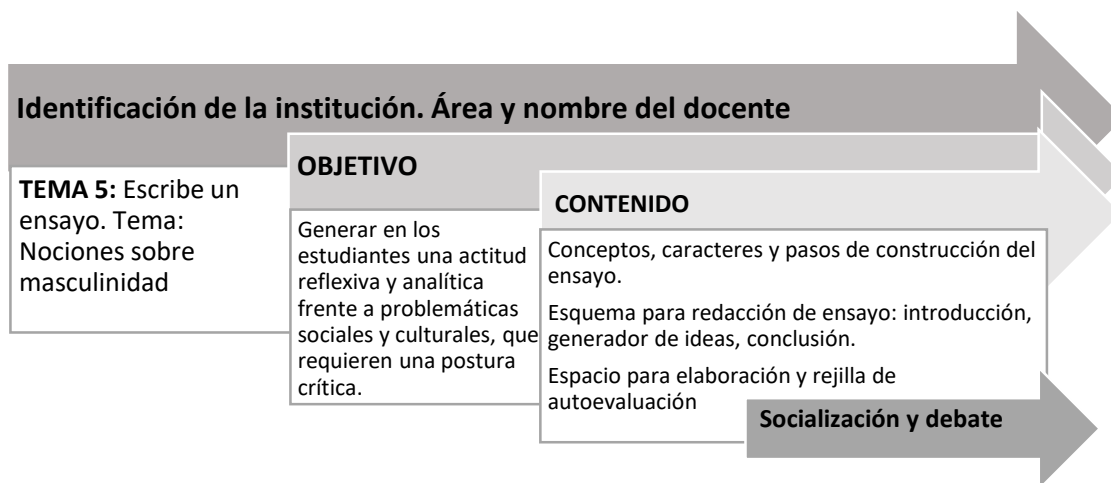 Identificación de la institución. Área y nombre del docente
TEMA 5: Escribe un
ensayo. Tema:
Nociones sobre
masculinidad
OBJETIVO
Generar en los
estudiantes una actitud
reflexiva y analítica
frente a problemáticas
sociales y culturales, que
requieren una postura
crítica.
CONTENIDO
Conceptos, caracteres y pasos de construcción del
ensayo.
Esquema para redacción de ensayo: introducción,
generador de ideas, conclusión.
Espacio para elaboración y rejilla de
autoevaluación
Socialización y debate